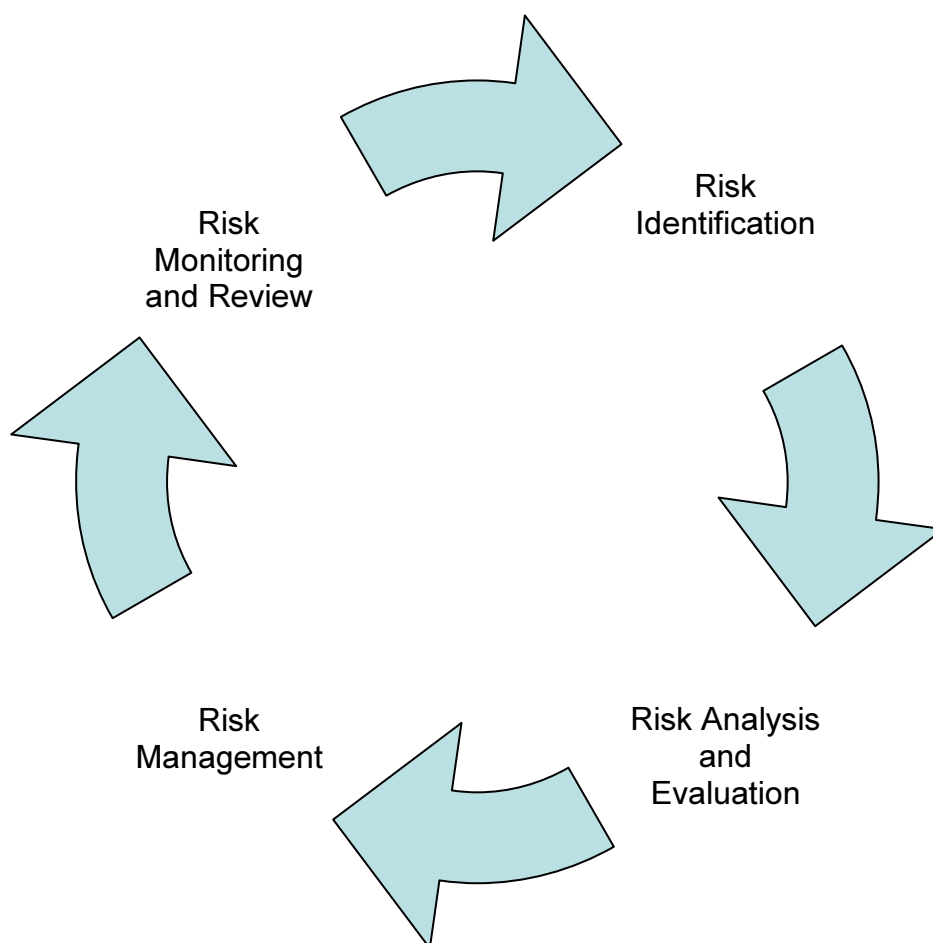 Risk
Identification
Risk
Monitoring
and Review
Risk Analysis
and
Evaluation
Risk
Management